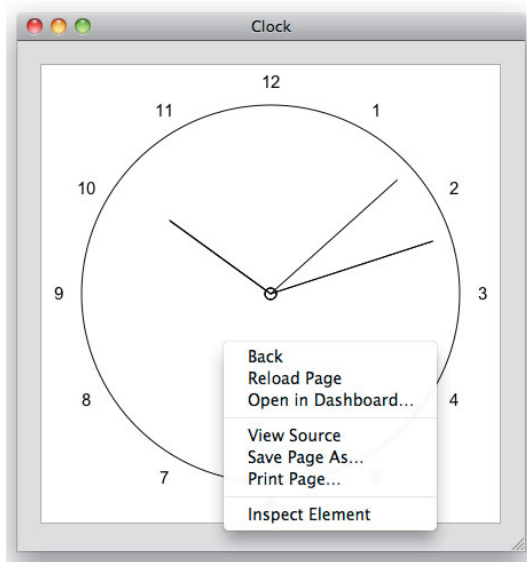 Clock
12
11
1
10
2
9
3
8
4
7
Back
Reload Page
Open in Dashboard...
View Source
Save Page As...
Print Page...
Inspect Element